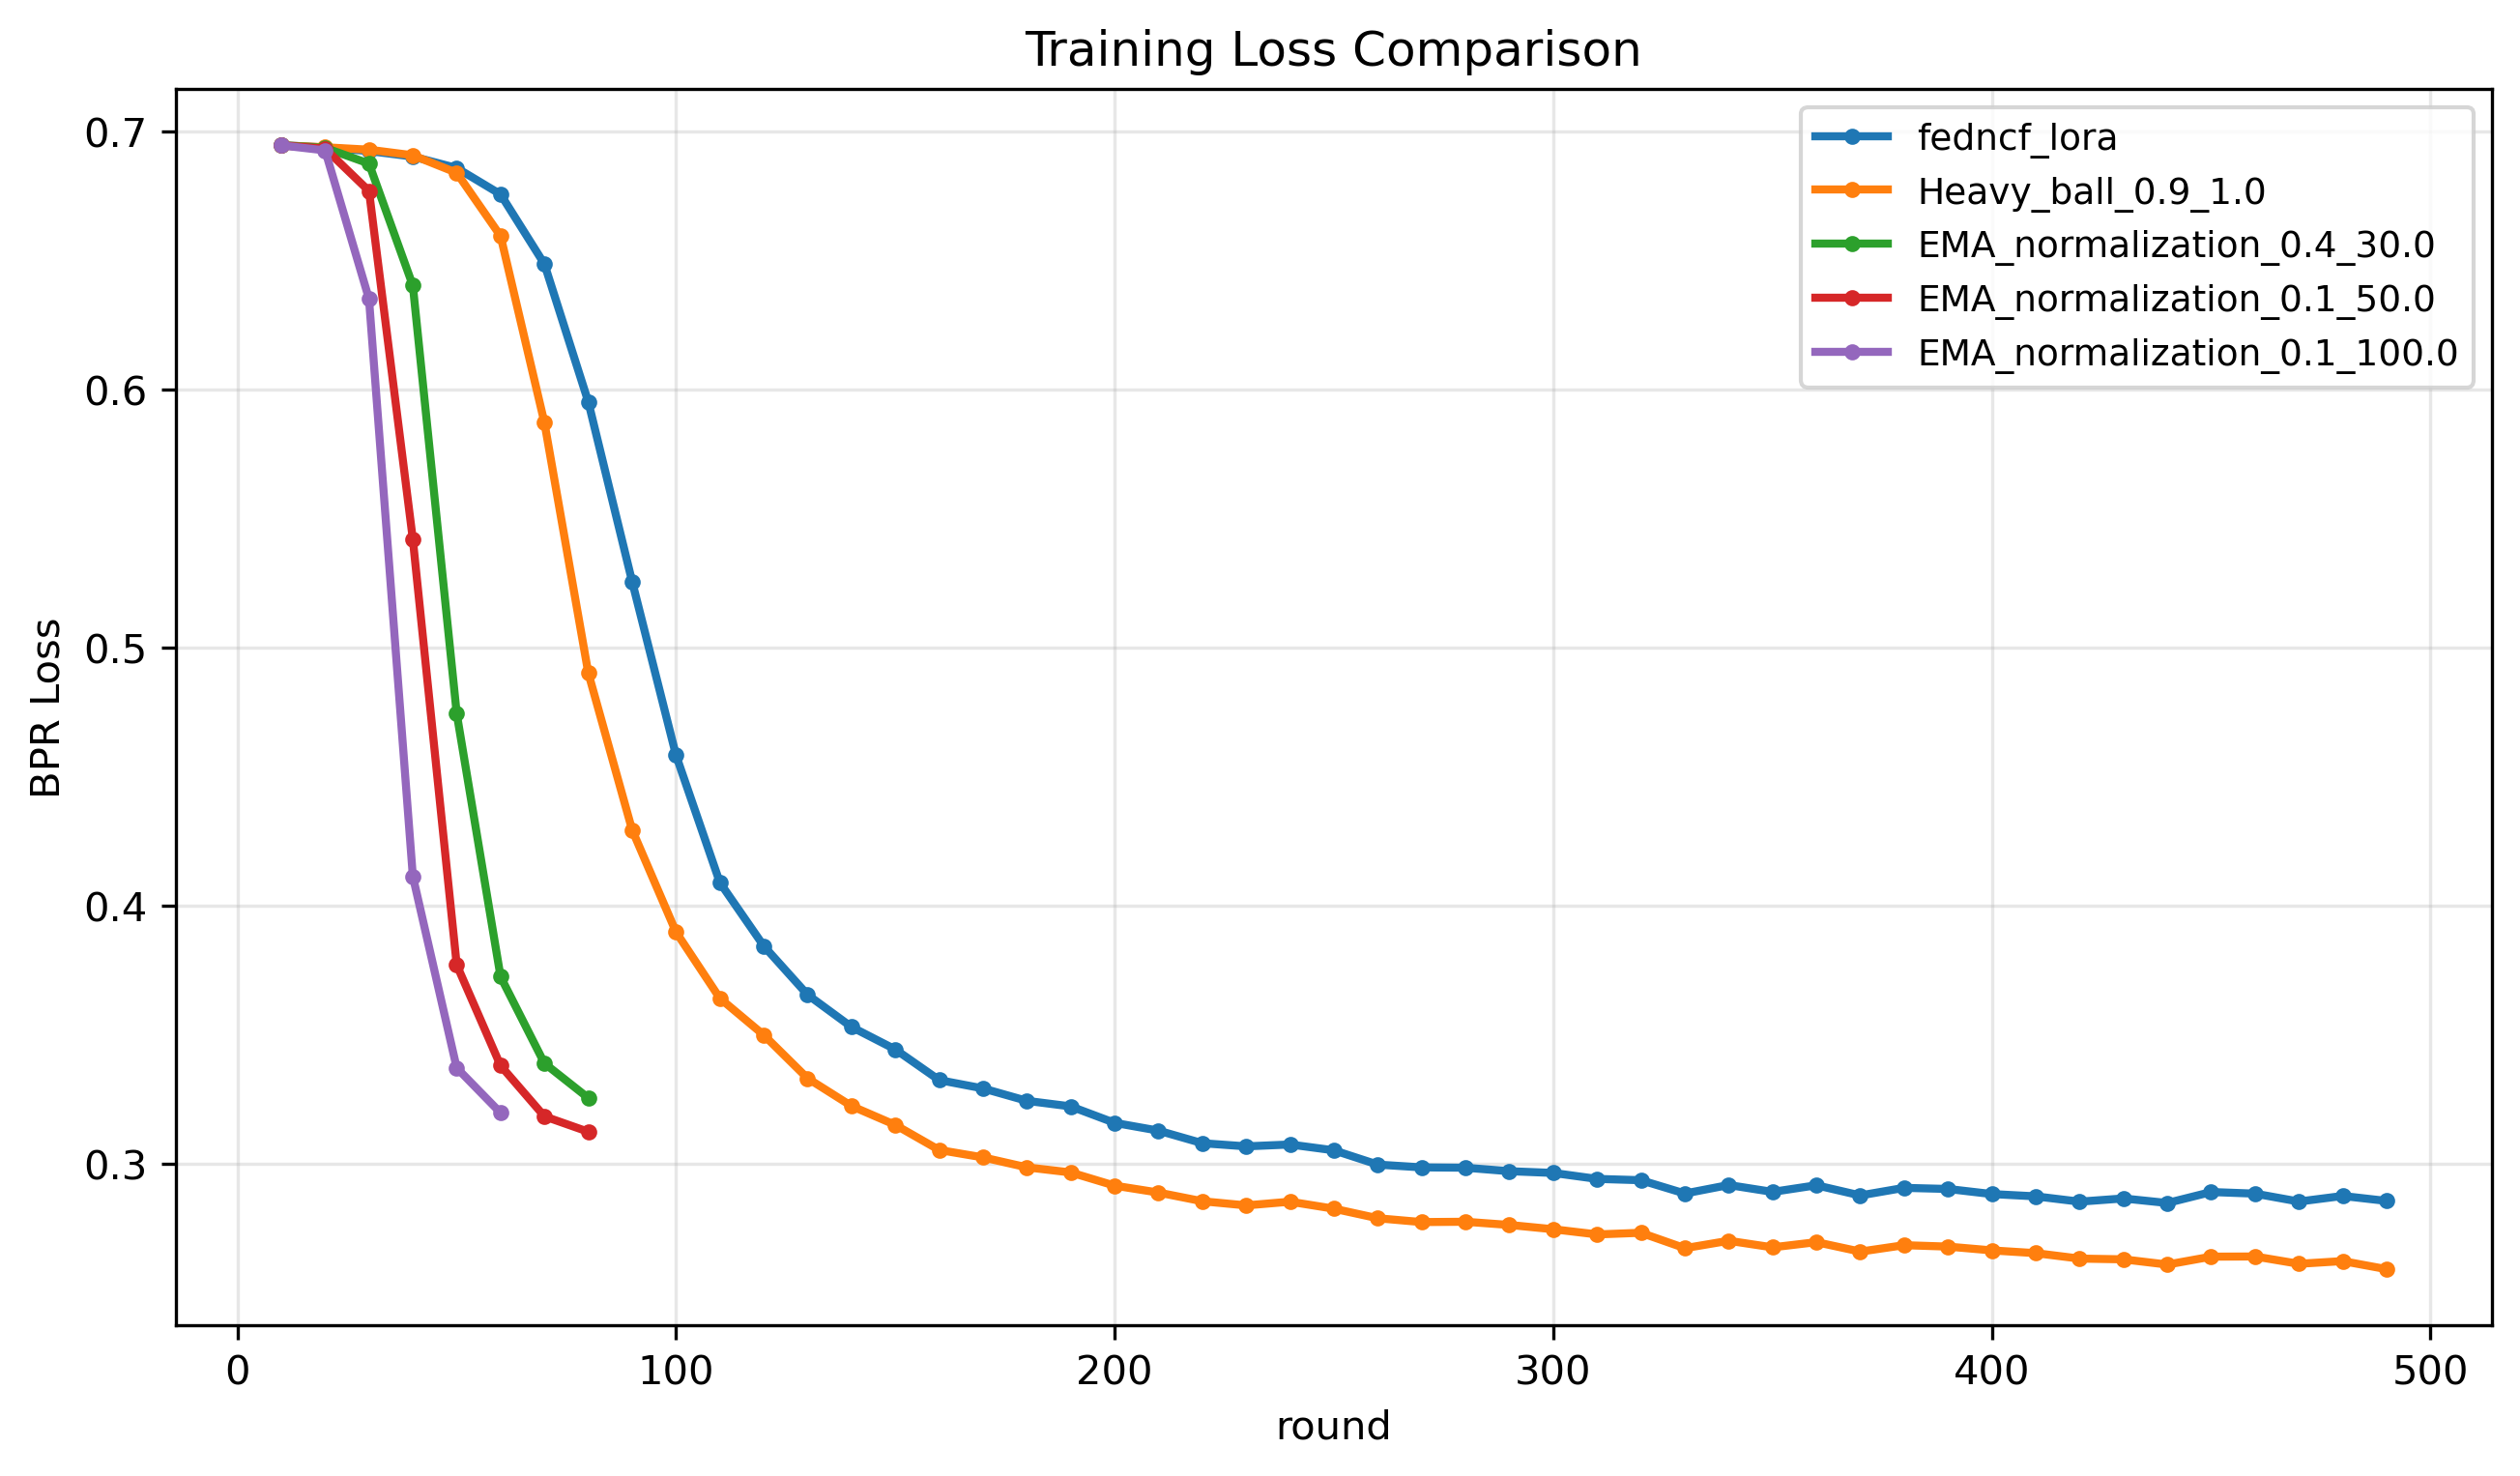 Training Loss Comparison
0.7
0.6
0.5
0.4
0.3
BPR Loss
fedncf_lora
Heavy_ball_0.9_1.0
EMA_normalization_0.4_30.0
EMA_normalization_0.1_50.0
EMA_normalization_0.1_100.0
0 100 200 300 400 500
round